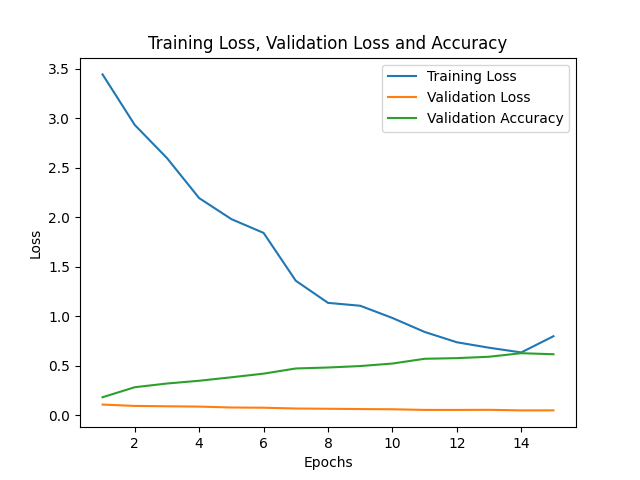 Training Loss, Validation Loss and Accuracy
Training Loss
Validation Loss
Validation Accuracy
Loss
3.5
3.0
2.5
2.0
1.5
1.0
0.5
0.0
2 4 6 8 10 12 14
Epochs